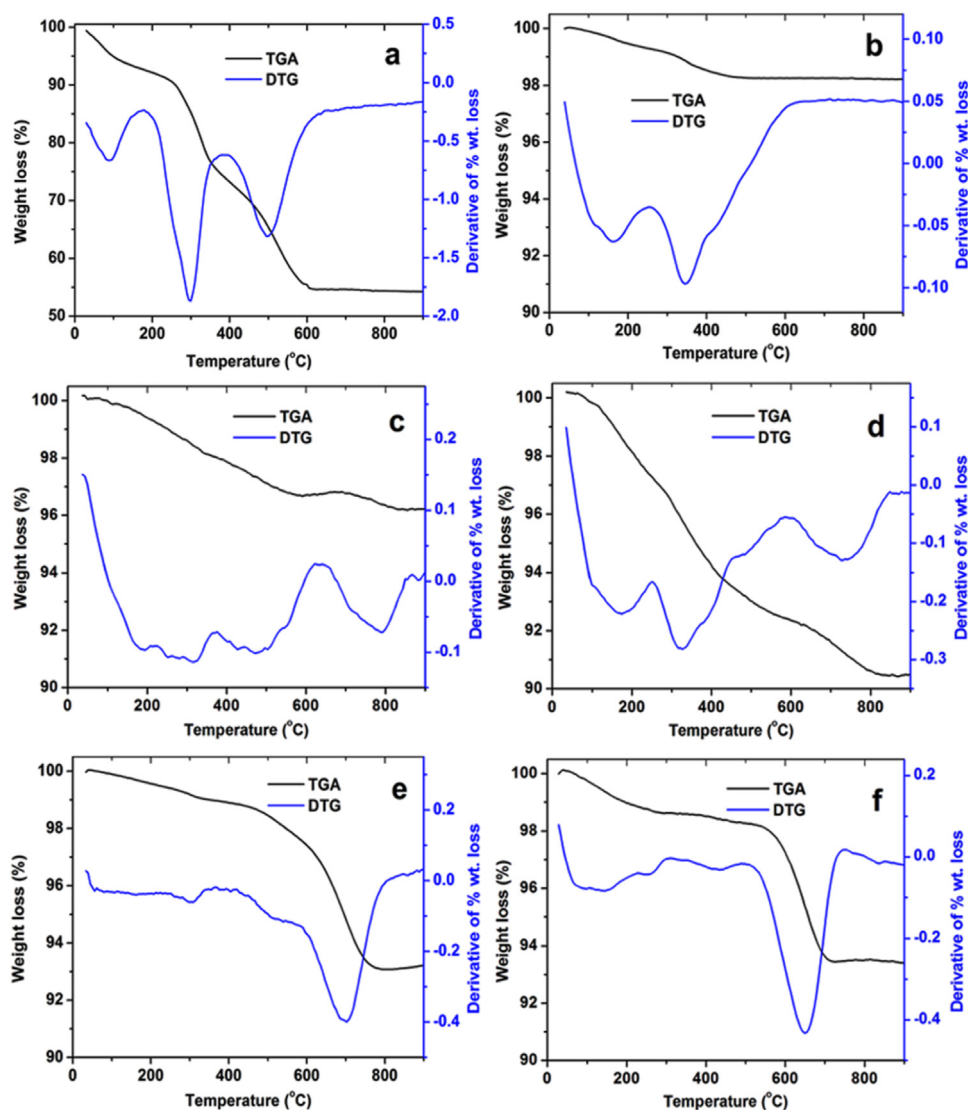 a
TGA
DTG
Weight loss (%)
100
90
80
70
60
50
0.5
0.0
-0.5
-1.0
-1.5
-2.0
Derivative of % wt. loss
0 200 400 600 800
Temperature (°C)
b
TGA
DTG
Weight loss (%)
100
98
96
94
92
90
0.10
0.05
0.00
-0.05
-0.10
Derivative of % wt. loss
0 200 400 600 800
Temperature (°C)
c
TGA
DTG
Weight loss (%)
100
98
96
94
92
90
0.2
0.1
0.0
-0.1
Derivative of % wt. loss
0 200 400 600 800
Temperature (°C)
d
TGA
DTG
Weight loss (%)
100
98
96
94
92
90
0.1
0.0
-0.1
-0.2
-0.3
Derivative of % wt. loss
0 200 400 600 800
Temperature (°C)
e
TGA
DTG
Weight loss (%)
100
98
96
94
92
90
0.2
0.0
-0.2
-0.4
Derivative of % wt. loss
0 200 400 600 800
Temperature (°C)
f
TGA
DTG
Weight loss (%)
100
98
96
94
92
90
0.2
0.0
-0.2
-0.4
Derivative of % wt. loss
0 200 400 600 800
Temperature (°C)